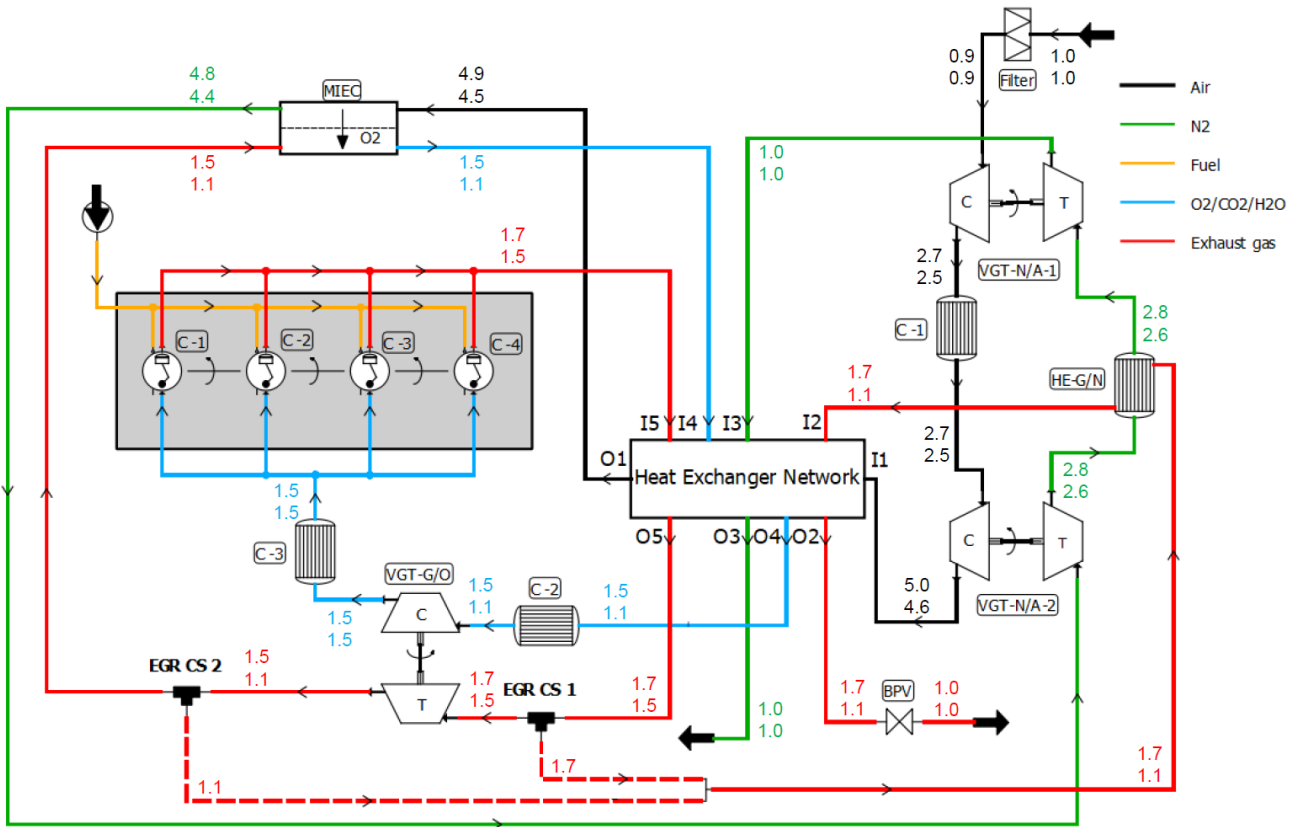 4.8
4.4
MIEC
O2
4.9
4.5
0.9
0.9
Filter
1.0
1.0
Air
N2
Fuel
O2/CO2/H2O
Exhaust gas
1.5
1.1
1.5
1.1
1.0
1.0
C
T
VGT-N/A-1
1.7
1.5
2.7
2.5
C -1
2.8
2.6
C -1
C -2
C -3
C -4
HE-G/N
1.7
1.1
I5
I4
I3
I2
2.7
2.5
O1
Heat Exchanger Network
I1
2.8
2.6
1.5
1.5
C -3
O5
O3
O4
O2
C
T
VGT-N/A-2
VGT-G/O
1.5
1.1
C -2
1.5
1.1
5.0
4.6
C
1.5
1.5
EGR CS 2
1.5
1.1
T
1.7
1.5
EGR CS 1
1.7
1.5
1.0
1.0
1.7
1.1
BPV
1.0
1.0
1.1
1.7
1.7
1.1